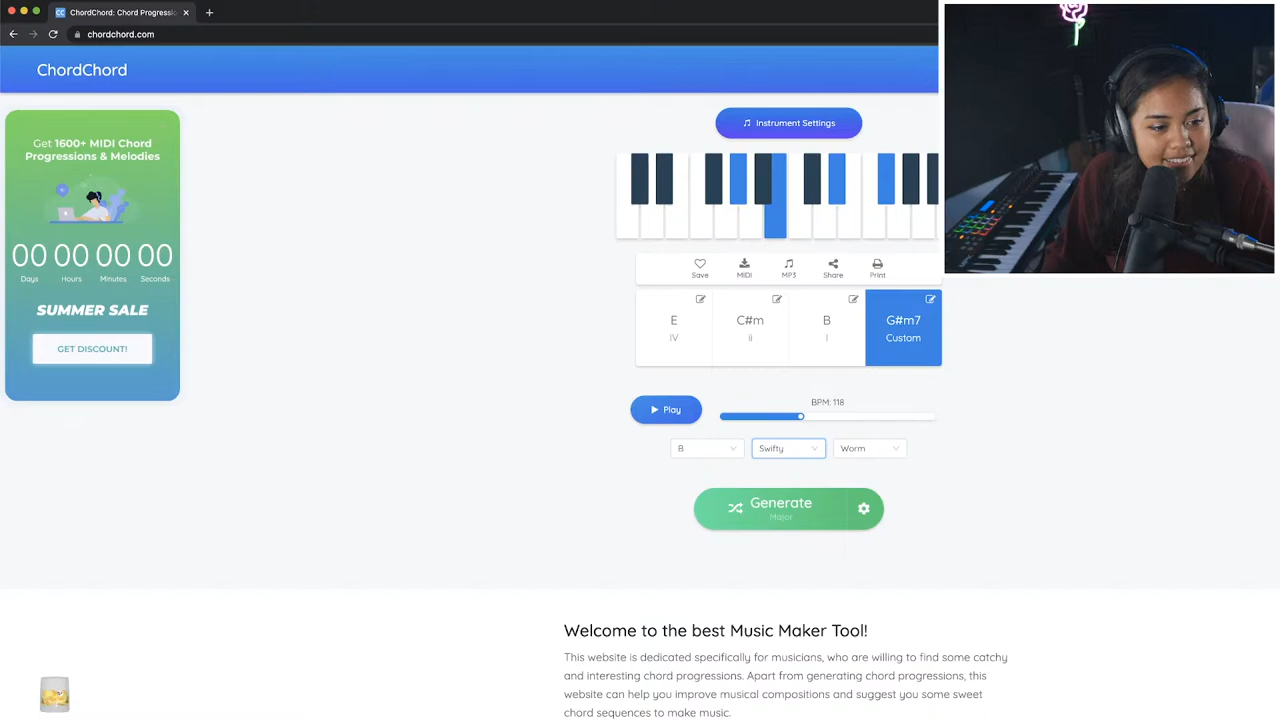 ChordChord: Chord Progressi
chordchord.com
ChordChord
Get 1600+ MIDI Chord
Progressions & Melodies
00 00 00 00
Days Hours Minutes Seconds
SUMMER SALE
GET DISCOUNT!
Instrument Settings
Save MIDI MP3 Share Print
E C#m B G#m7
IV ii I Custom
Play
BPM: 118
B Swifty Worm
Generate
Major
Welcome to the best Music Maker Tool!
This website is dedicated specifically for musicians, who are willing to find some catchy
and interesting chord progressions. Apart from generating chord progressions, this
website can help you improve musical compositions and suggest you some sweet
chord sequences to make music.